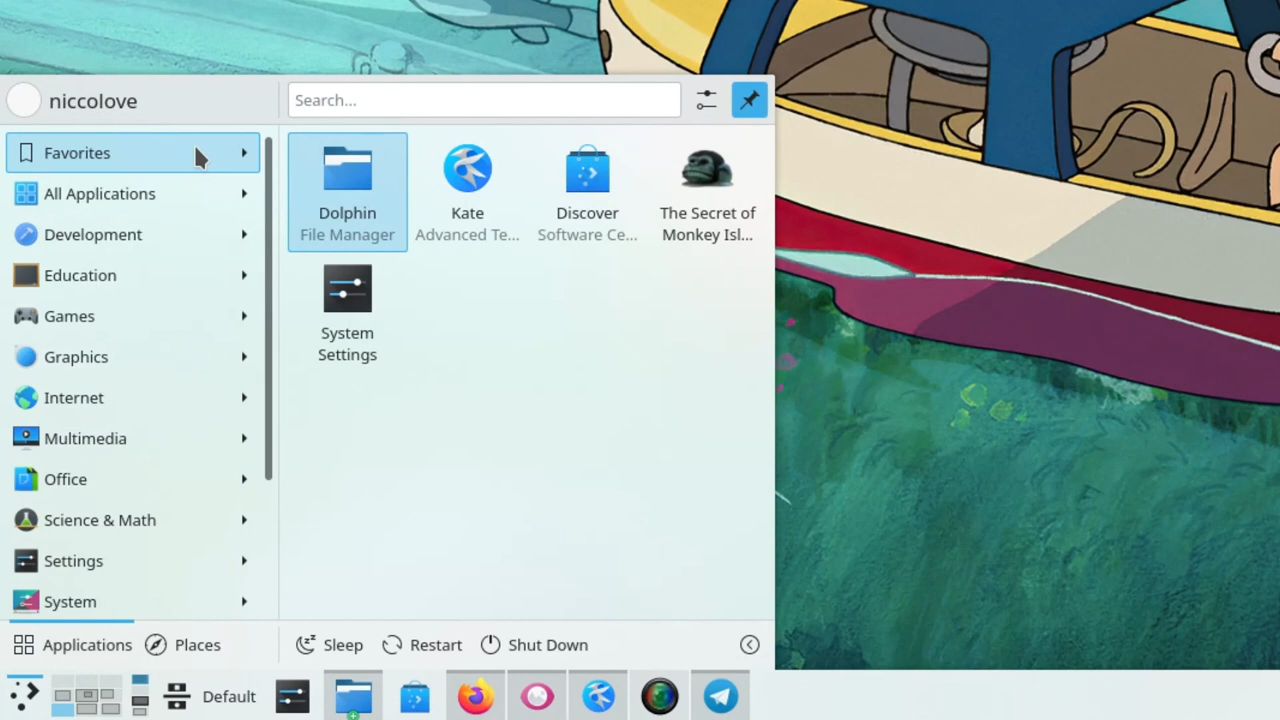 niccolove
Search...
Favorites
All Applications
Development
Education
Games
Graphics
Internet
Multimedia
Office
Science & Math
Settings
System
Dolphin
File Manager
Kate
Advanced Te...
Discover
Software Ce...
The Secret of
Monkey Isl...
System
Settings
Applications
Places
Sleep
Restart
Shut Down
Default